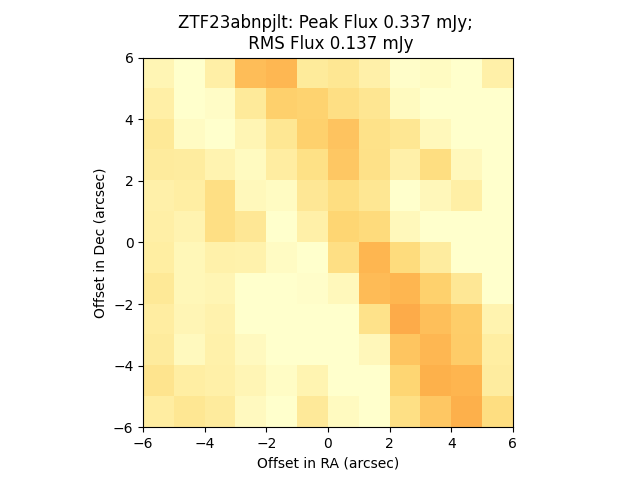 ZTF23abnpjlt: Peak Flux 0.337 mJy;
RMS Flux 0.137 mJy
6
4
2
0
−2
−4
−6
Offset in Dec (arcsec)
−6 −4 −2 0 2 4 6
Offset in RA (arcsec)